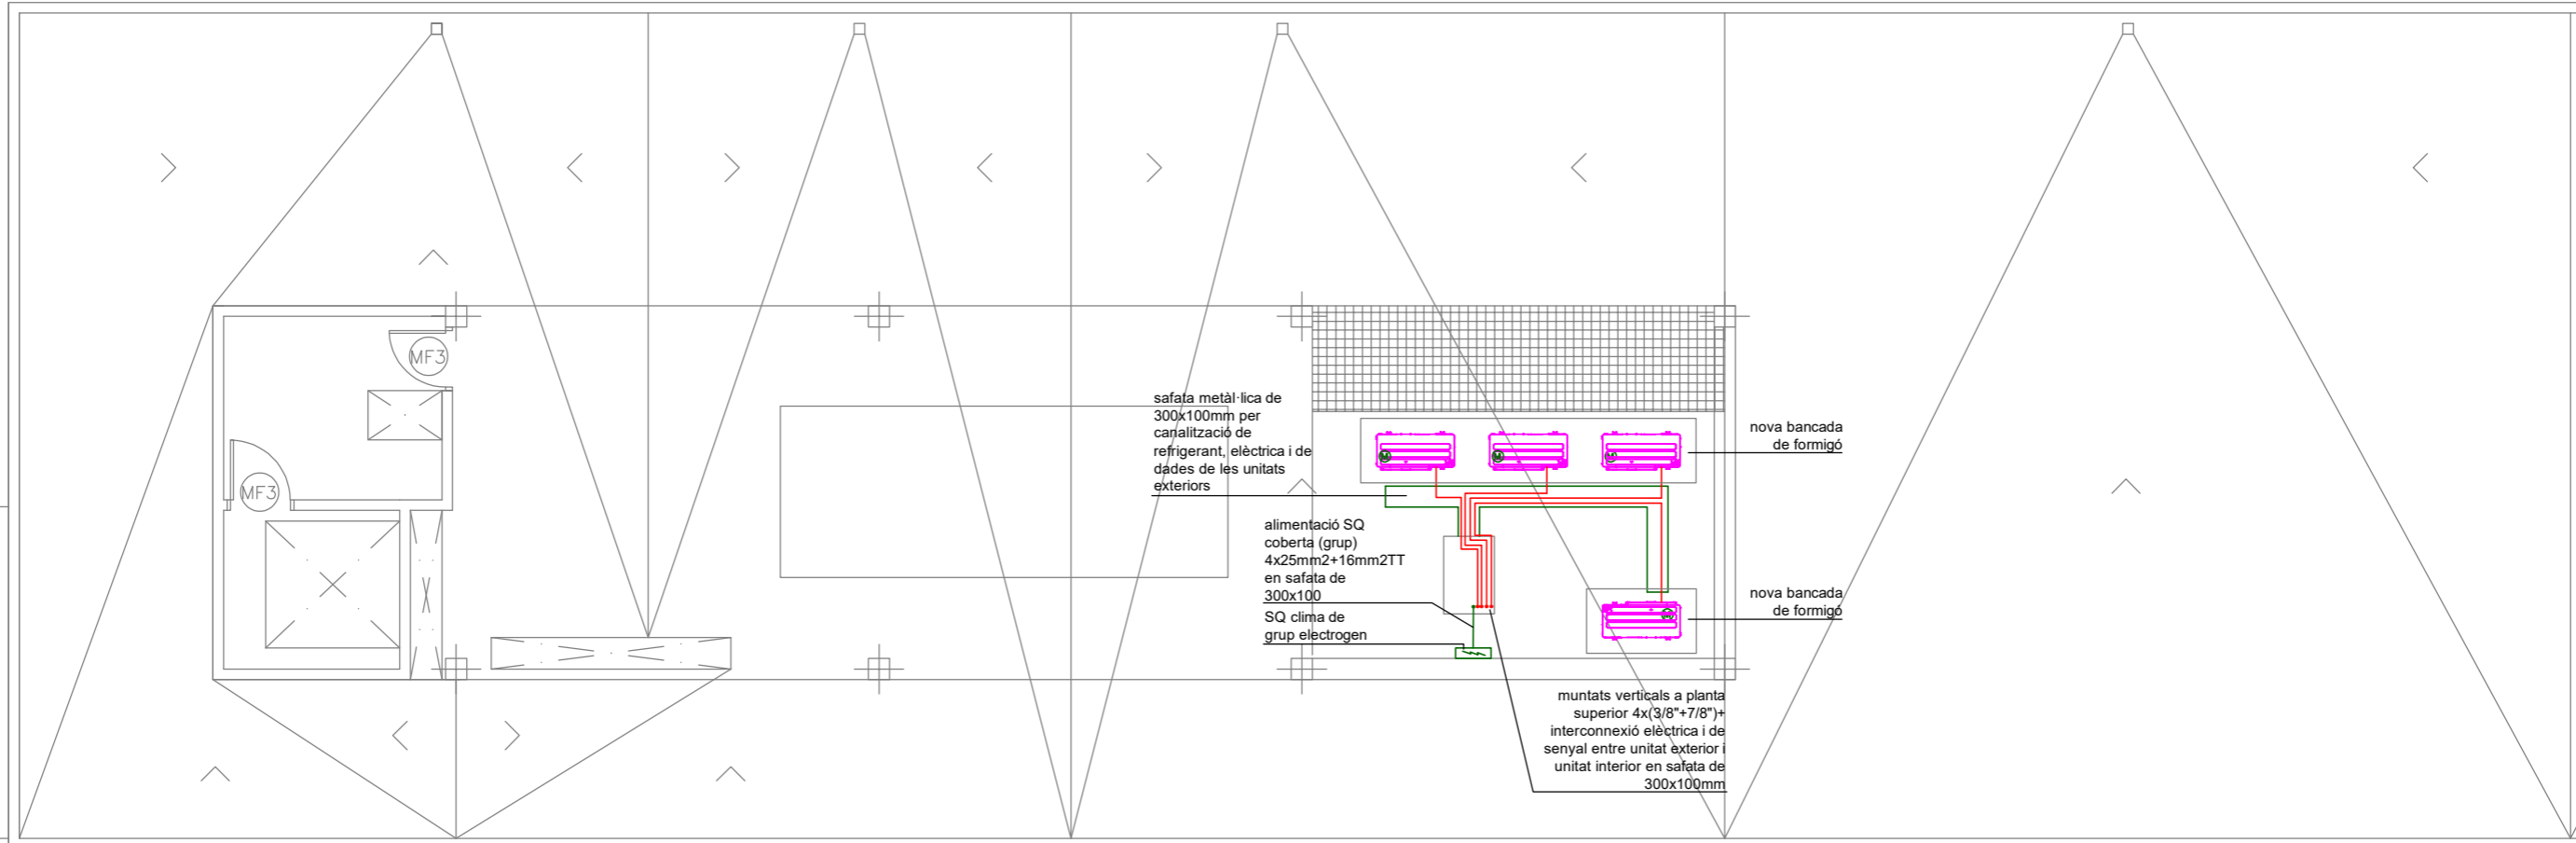 MF3
MF3
safata metàl·lica de
300x100mm per
canalització de
refrigerant, elèctrica i de
dades de les unitats
exteriors
alimentació SQ
coberta (grup)
4x25mm2+16mm2TT
en safata de
300x100
SQ clima de
grup electrogen
M
M
M
M
nova bancada
de formigó
nova bancada
de formigó
muntats verticals a planta
superior 4x(3/8"+7/8")+
interconnexió elèctrica i de
senyal entre unitat exterior i
unitat interior en safata de
300x100mm